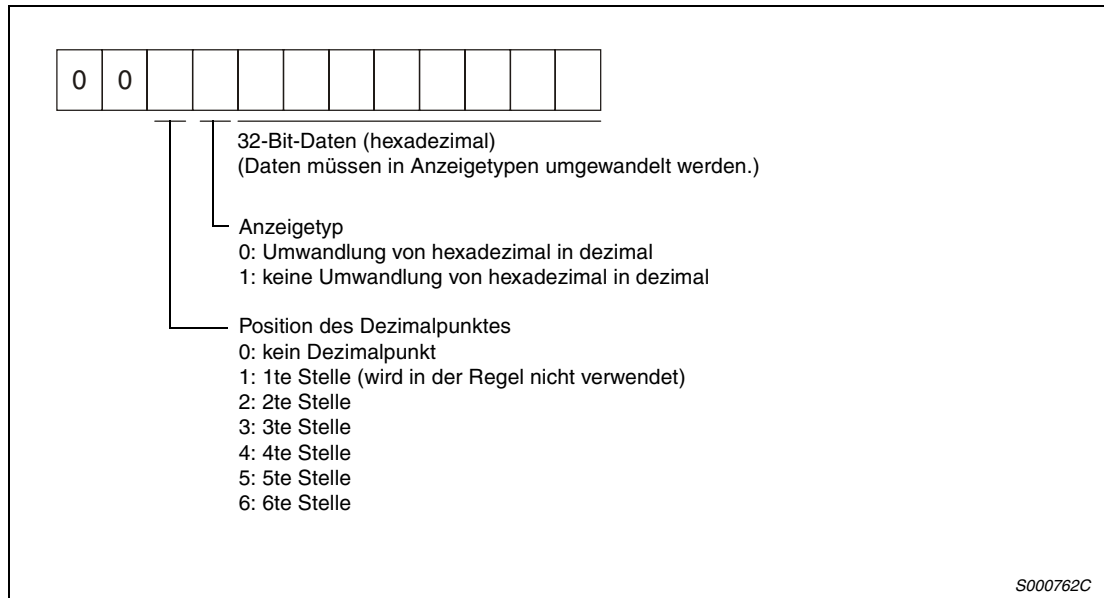 0 0
32-Bit-Daten (hexadezimal)
(Daten müssen in Anzeigetypen umgewandelt werden.)
Anzeigetyp
0: Umwandlung von hexadezimal in dezimal
1: keine Umwandlung von hexadezimal in dezimal
Position des Dezimalpunktes
0: kein Dezimalpunkt
1: 1te Stelle (wird in der Regel nicht verwendet)
2: 2te Stelle
3: 3te Stelle
4: 4te Stelle
5: 5te Stelle
6: 6te Stelle
S000762C